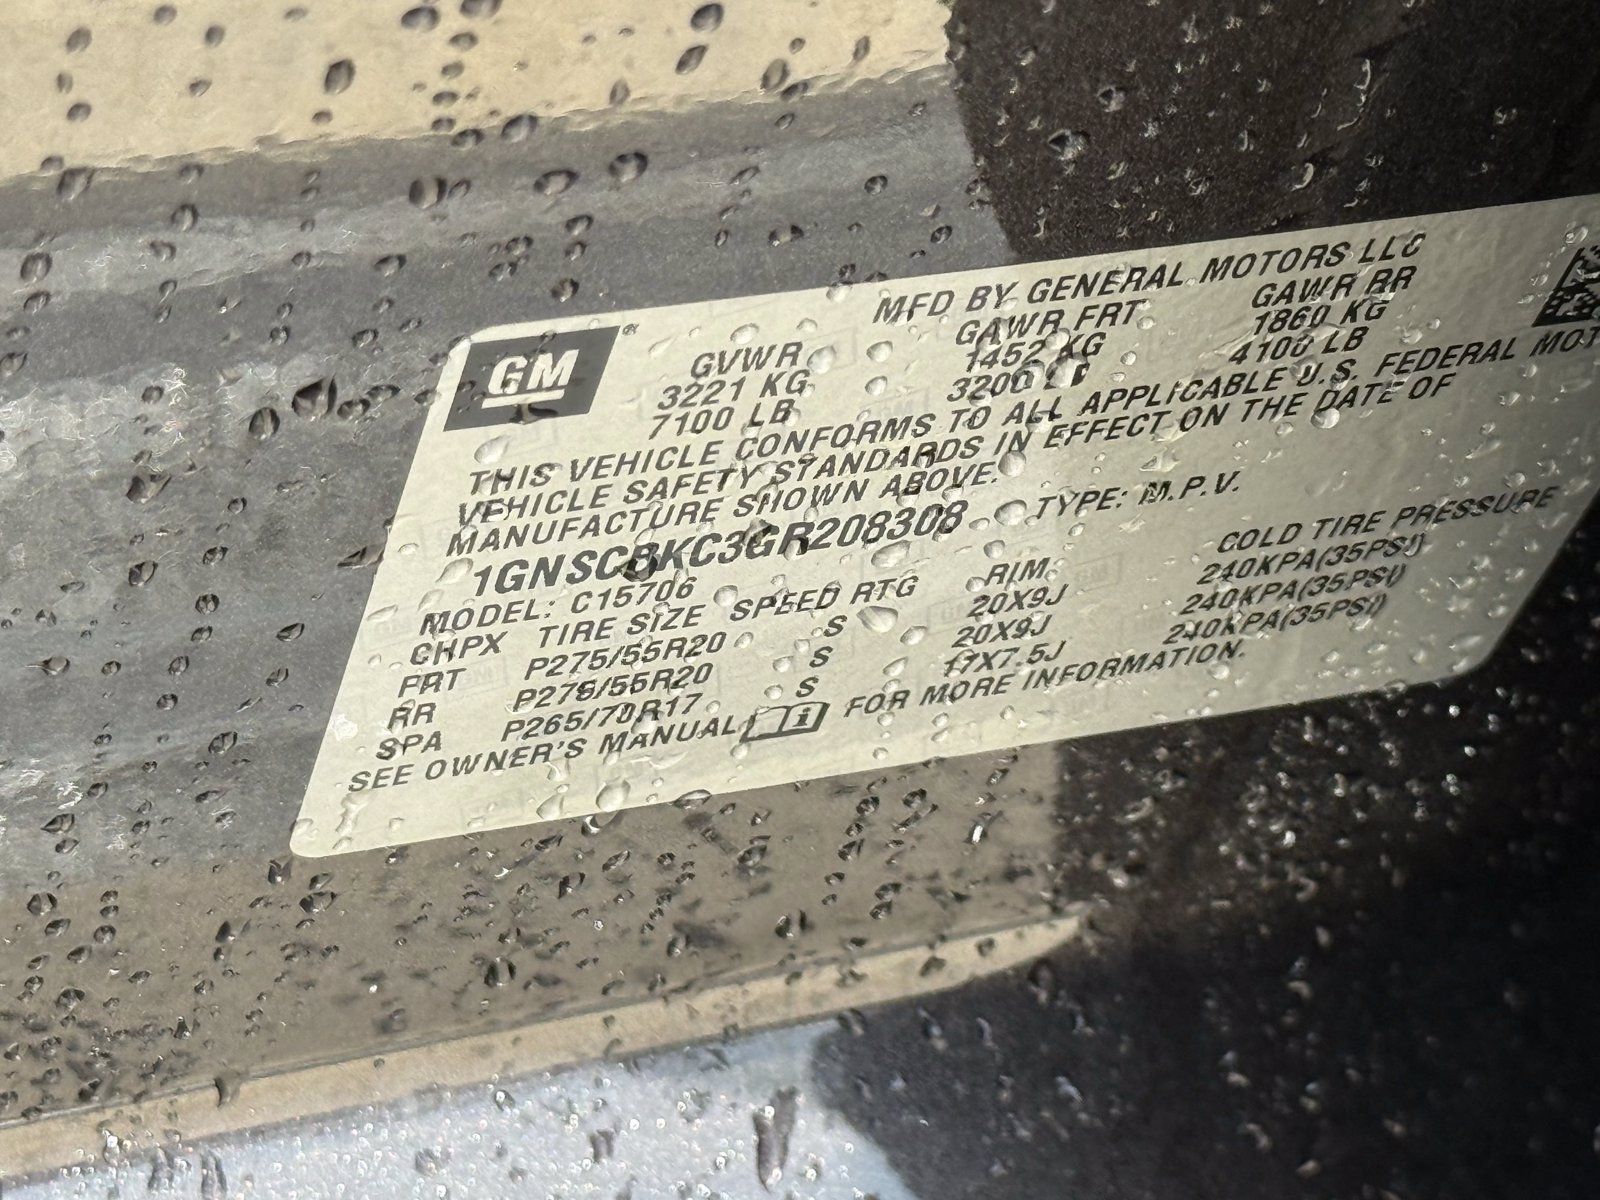 MFD BY GENERAL MOTORS LLC
GM ®
GVWR GAWR FRT GAWR RR
3221 KG 1452 KG 1860 KG
7100 LB 3200 LB 4100 LB
THIS VEHICLE CONFORMS TO ALL APPLICABLE U.S. FEDERAL MOT
VEHICLE SAFETY STANDARDS IN EFFECT ON THE DATE OF
MANUFACTURE SHOWN ABOVE.
1GNSCBKC3GR208308 TYPE: M.P.V.
MODEL: C15706
CHPX TIRE SIZE SPEED RTG RIM COLD TIRE PRESSURE
FRT P275/55R20 S 20X9J 240KPA(35PSI)
RR P275/55R20 S 20X9J 240KPA(35PSI)
SPA P265/70R17 S 17X7.5J 240KPA(35PSI)
SEE OWNER'S MANUAL FOR MORE INFORMATION.